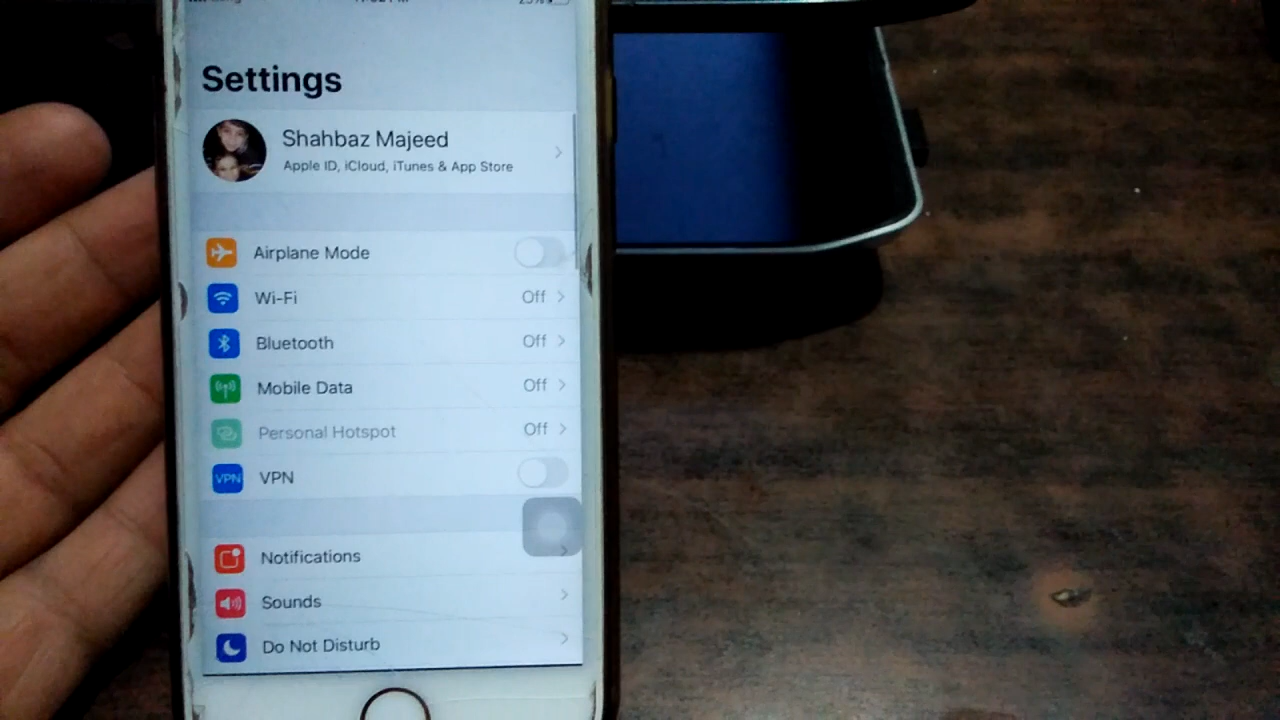 Settings
Shahbaz Majeed
Apple ID, iCloud, iTunes & App Store
Airplane Mode
Wi-Fi Off
Bluetooth Off
Mobile Data Off
Personal Hotspot Off
VPN VPN
Notifications
Sounds
Do Not Disturb